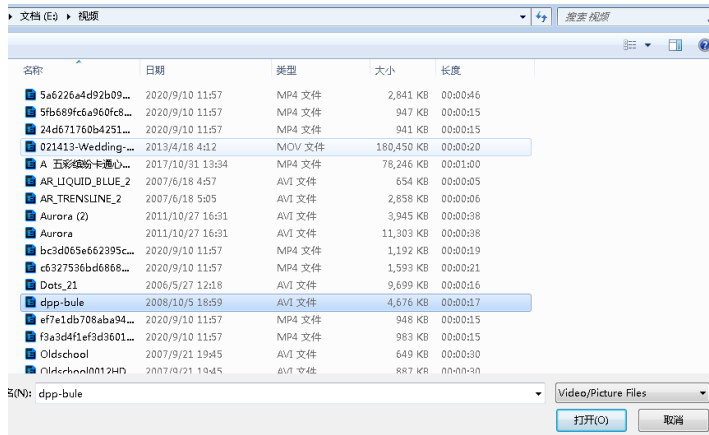 文档 (E:) 视频 搜索 视频
名称 日期 类型 大小 长度
5a6226a4d92b09... 2020/9/10 11:57 MP4 文件 2,841 KB 00:00:46
5fb689fc6a960fc8... 2020/9/10 11:57 MP4 文件 947 KB 00:00:15
24d671760b4251... 2020/9/10 11:57 MP4 文件 941 KB 00:00:15
021413-Wedding-... 2013/4/18 4:12 MOV 文件 180,450 KB 00:00:20
A 五彩缤纷卡通心... 2017/10/31 13:34 MP4 文件 78,246 KB 00:01:00
AR_LIQUID_BLUE_2 2007/6/18 4:57 AVI 文件 654 KB 00:00:05
AR_TRENSLINE_2 2007/6/18 5:05 AVI 文件 2,858 KB 00:00:06
Aurora (2) 2011/10/27 16:31 AVI 文件 3,945 KB 00:00:38
Aurora 2011/10/27 16:31 AVI 文件 11,303 KB 00:00:38
bc3d065e662395c... 2020/9/10 11:57 MP4 文件 1,192 KB 00:00:19
c6327536bd6868... 2020/9/10 11:57 MP4 文件 1,593 KB 00:00:21
Dots_21 2006/5/27 12:18 AVI 文件 9,699 KB 00:00:16
dpp-bule 2008/10/5 18:59 AVI 文件 4,676 KB 00:00:17
ef7e1db708aba94... 2020/9/10 11:57 MP4 文件 948 KB 00:00:15
f3a3d4f1ef3d3601... 2020/9/10 11:57 MP4 文件 983 KB 00:00:15
Oldschool 2007/9/21 19:45 AVI 文件 649 KB 00:00:30
Oldschool0012HD 2007/9/21 19:45 AVI 文件 887 KB 00:00:30
名(N): dpp-bule Video/Picture Files
打开(O) 取消